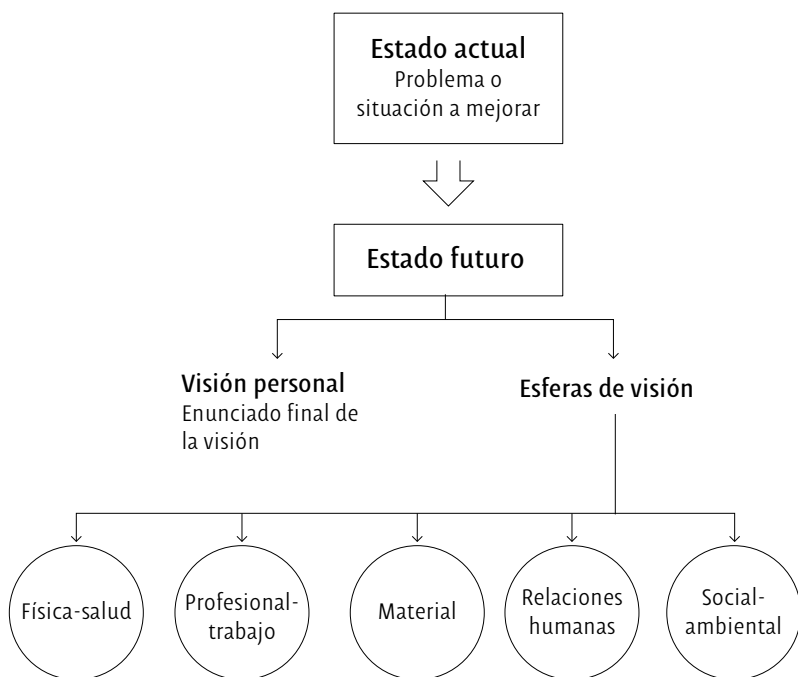 Estado actual
Problema o
situación a mejorar
Estado futuro
Visión personal
Enunciado final de
la visión
Esferas de visión
Física-salud
Profesional-
trabajo
Material
Relaciones
humanas
Social-
ambiental